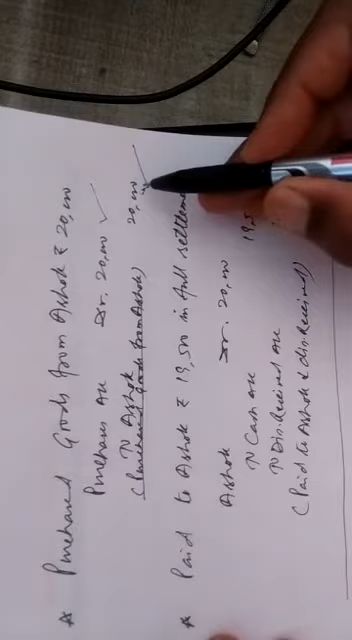 * Purchased Goods from Ashok ₹ 20,000
Purchases A/c Dr. 20,000 ✓
To Ashok 20,000
(Purchased goods from Ashok)
* Paid to Ashok ₹ 19,500 in full settleme
Ashok Dr. 20,000
To Cash A/c 19,5
To Dis. Received A/c
(Paid to Ashok & dis. Received)